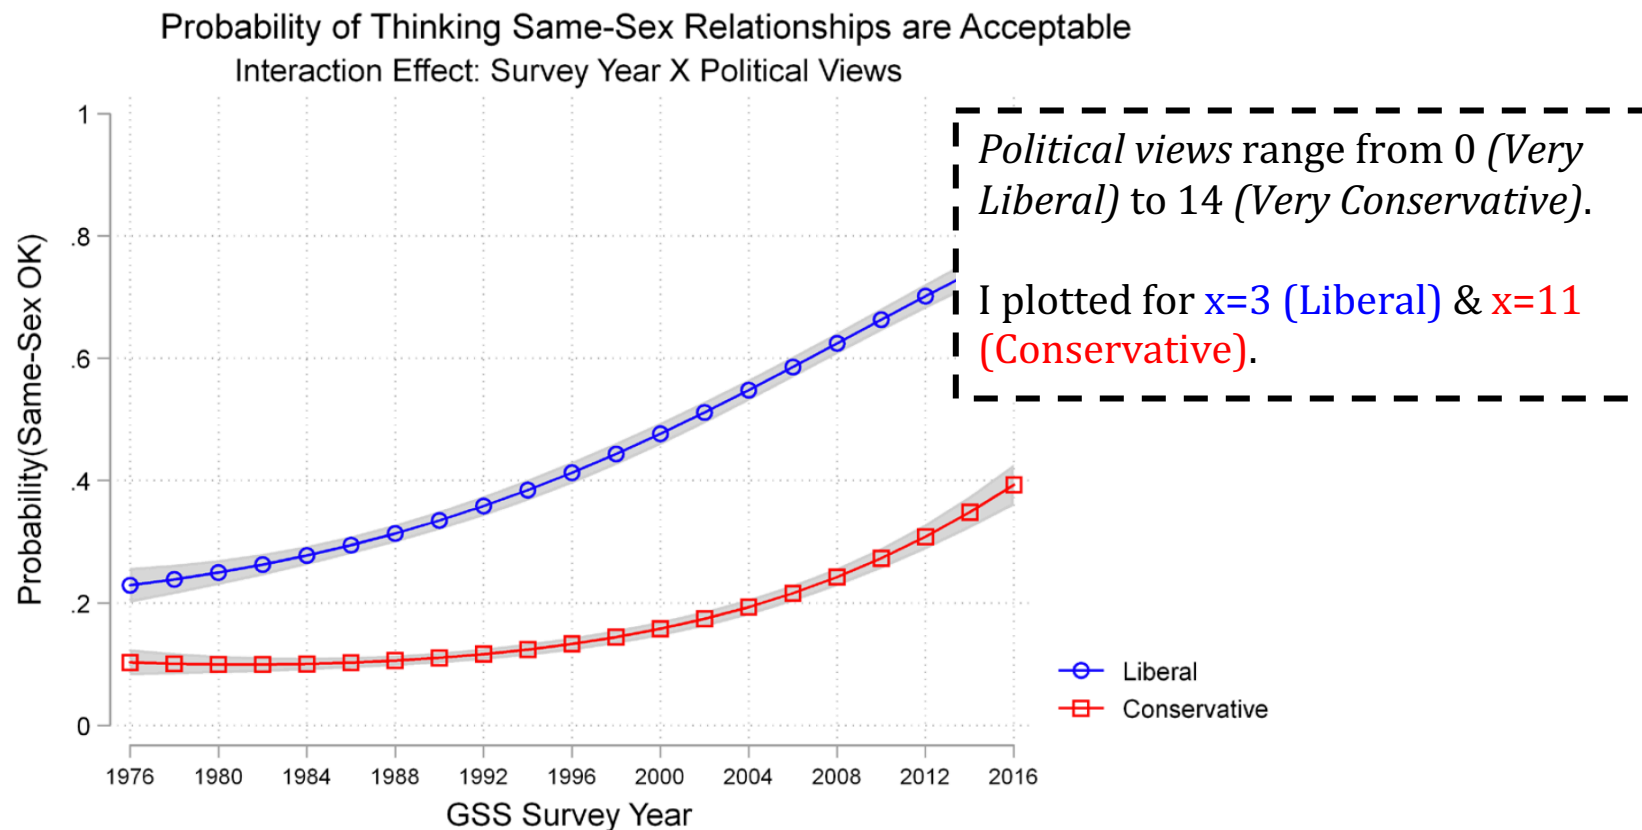 Probability of Thinking Same-Sex Relationships are Acceptable
Interaction Effect: Survey Year X Political Views
Probability(Same-Sex OK)
1
.8
.6
.4
.2
0
Political views range from 0 (Very
Liberal) to 14 (Very Conservative).
I plotted for x=3 (Liberal) & x=11
(Conservative).
Liberal
Conservative
1976 1980 1984 1988 1992 1996 2000 2004 2008 2012 2016
GSS Survey Year